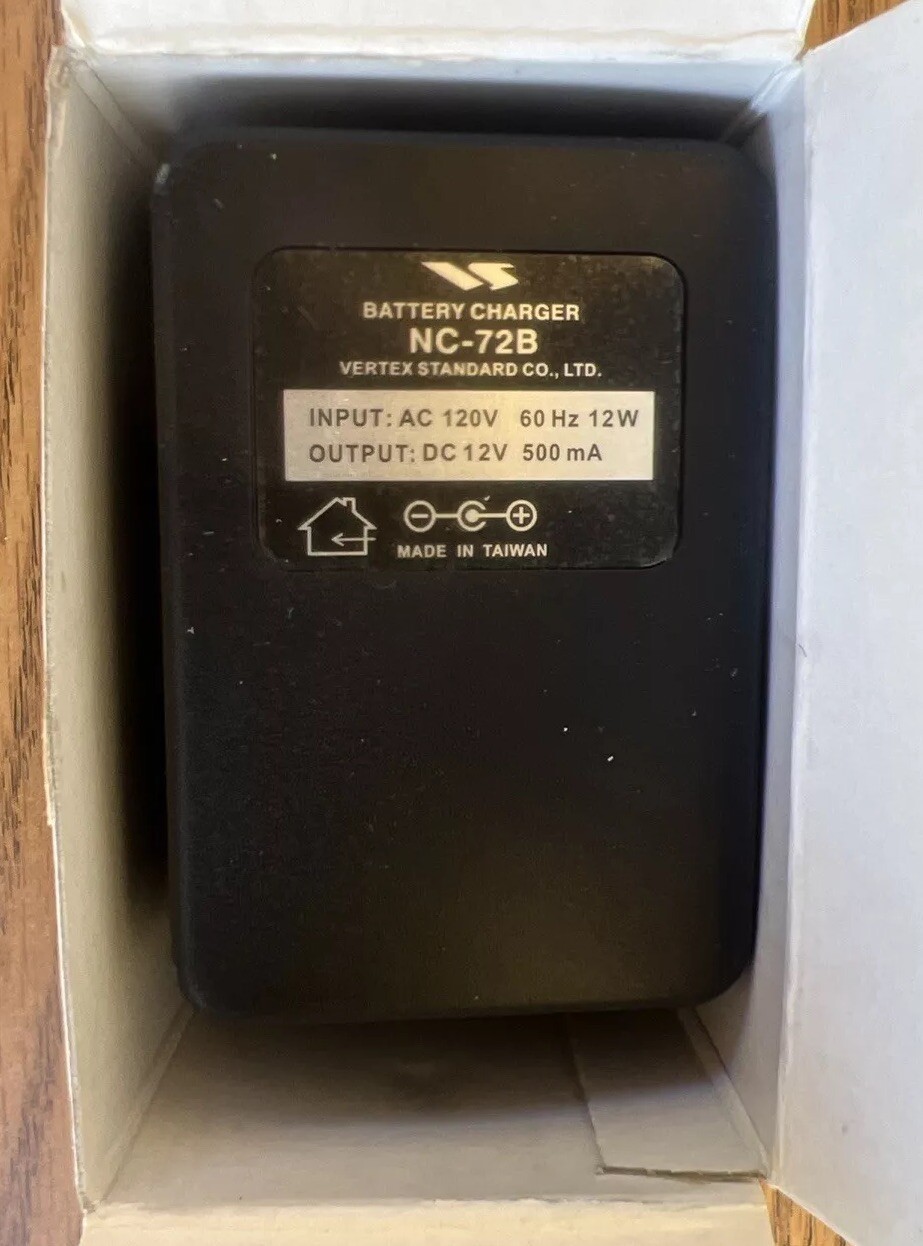 VS
BATTERY CHARGER
NC-72B
VERTEX STANDARD CO., LTD.
INPUT: AC 120V 60 Hz 12W
OUTPUT: DC 12V 500 mA
MADE IN TAIWAN